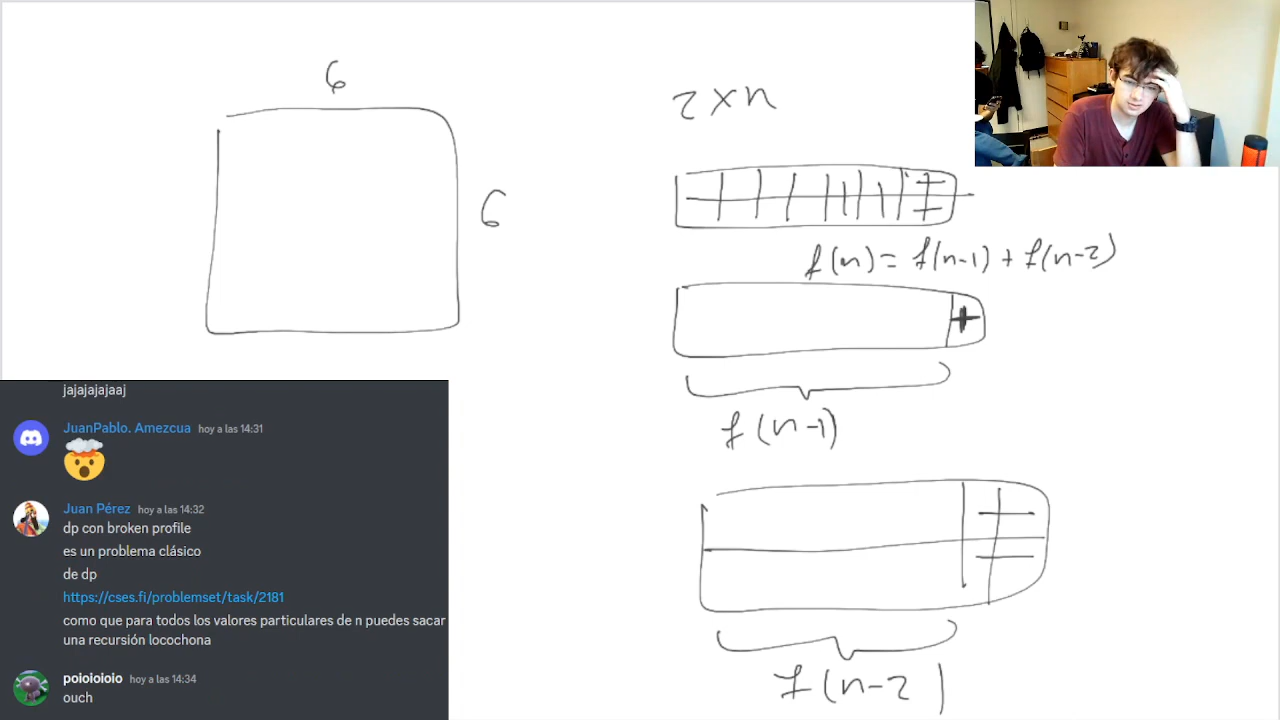 6
6
2 x n
f(n) = f(n-1) + f(n-2)
f(n-1)
f(n-2)
jajajajajaaj
JuanPablo. Amezcua hoy a las 14:31
Juan Pérez hoy a las 14:32
dp con broken profile
es un problema clásico
de dp
https://cses.fi/problemset/task/2181
como que para todos los valores particulares de n puedes sacar
una recursión locochona
poioioioio hoy a las 14:34
ouch